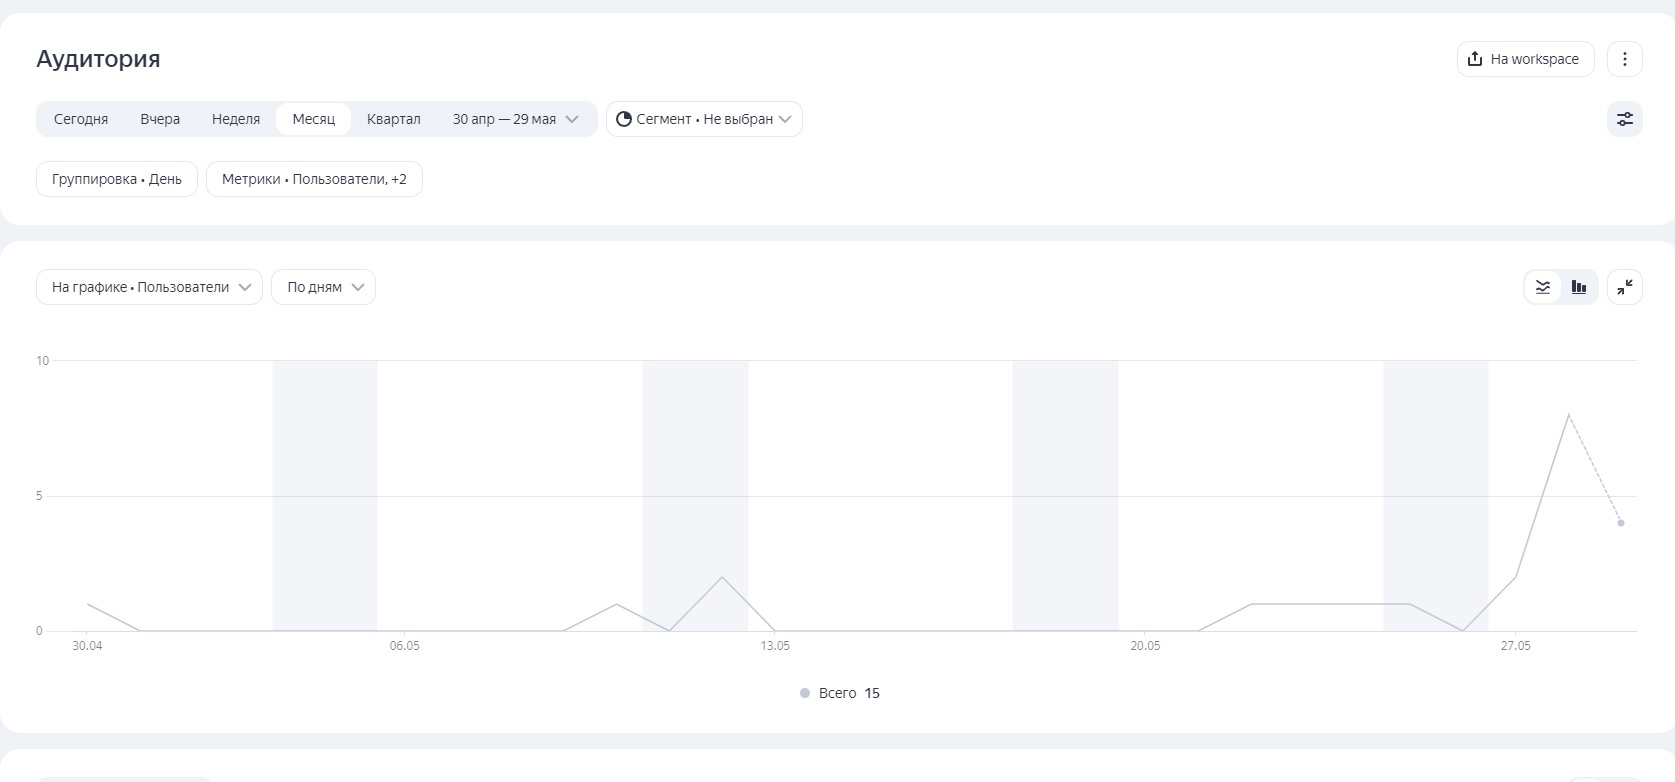 Аудитория
На workspace
Сегодня Вчера Неделя Месяц Квартал 30 апр — 29 мая Сегмент • Не выбран
Группировка • День Метрики • Пользователи, +2
На графике • Пользователи По дням
10
5
0
30.04 06.05 13.05 20.05 27.05
Всего 15